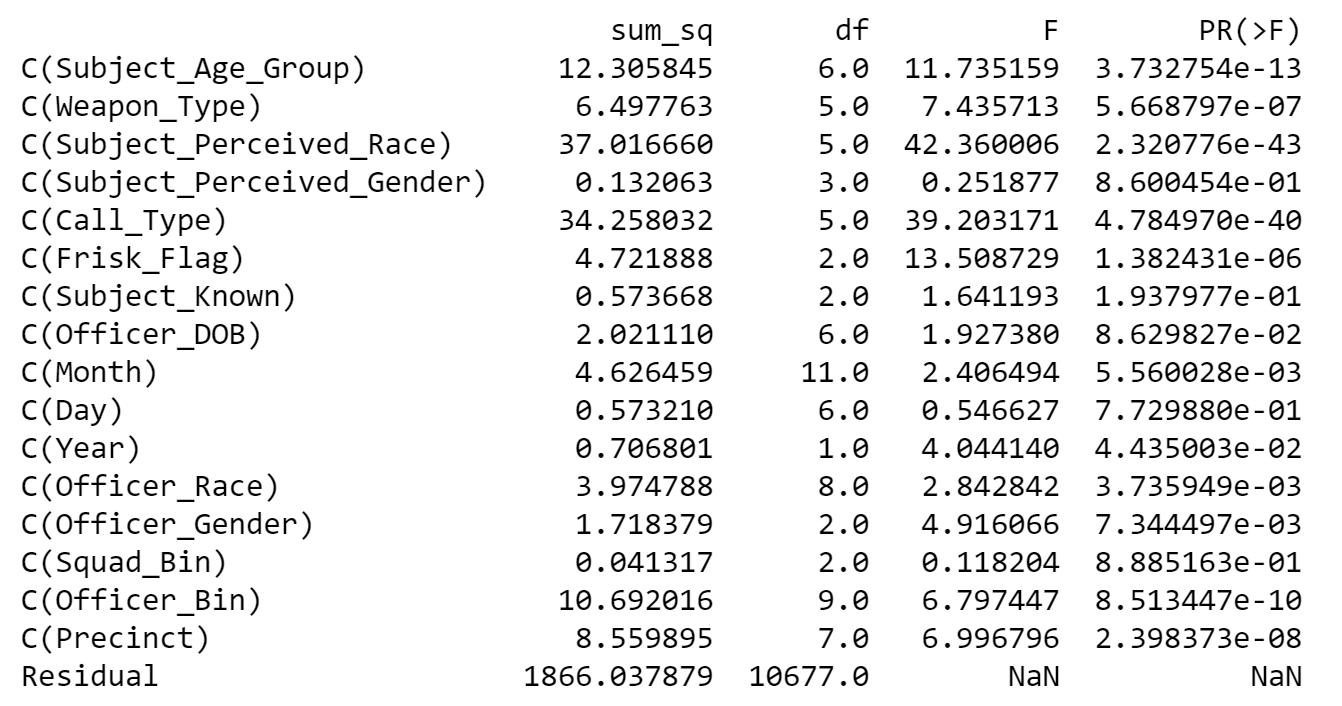 sum_sq df F PR(>F)
C(Subject_Age_Group) 12.305845 6.0 11.735159 3.732754e-13
C(Weapon_Type) 6.497763 5.0 7.435713 5.668797e-07
C(Subject_Perceived_Race) 37.016660 5.0 42.360006 2.320776e-43
C(Subject_Perceived_Gender) 0.132063 3.0 0.251877 8.600454e-01
C(Call_Type) 34.258032 5.0 39.203171 4.784970e-40
C(Frisk_Flag) 4.721888 2.0 13.508729 1.382431e-06
C(Subject_Known) 0.573668 2.0 1.641193 1.937977e-01
C(Officer_DOB) 2.021110 6.0 1.927380 8.629827e-02
C(Month) 4.626459 11.0 2.406494 5.560028e-03
C(Day) 0.573210 6.0 0.546627 7.729880e-01
C(Year) 0.706801 1.0 4.044140 4.435003e-02
C(Officer_Race) 3.974788 8.0 2.842842 3.735949e-03
C(Officer_Gender) 1.718379 2.0 4.916066 7.344497e-03
C(Squad_Bin) 0.041317 2.0 0.118204 8.885163e-01
C(Officer_Bin) 10.692016 9.0 6.797447 8.513447e-10
C(Precinct) 8.559895 7.0 6.996796 2.398373e-08
Residual 1866.037879 10677.0 NaN NaN